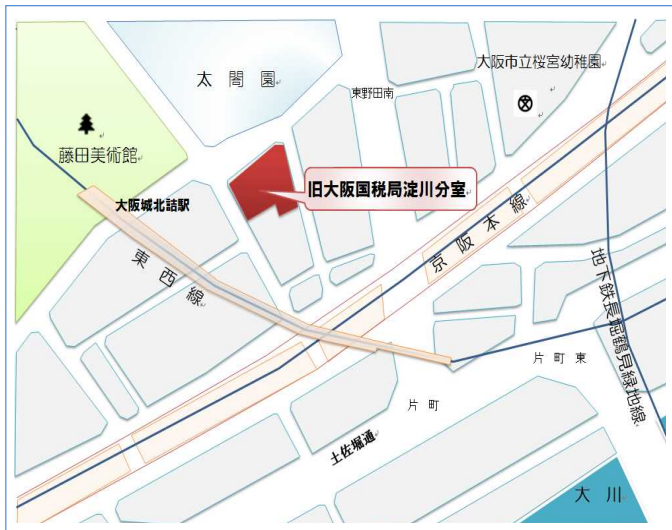 大阪市立桜宮幼稚園
太閤園
東野田南
藤田美術館
旧大阪国税局淀川分室
大阪城北詰駅
京阪本線
東西線
地下鉄長堀鶴見緑地線
片町東
片町
土佐堀通
大川